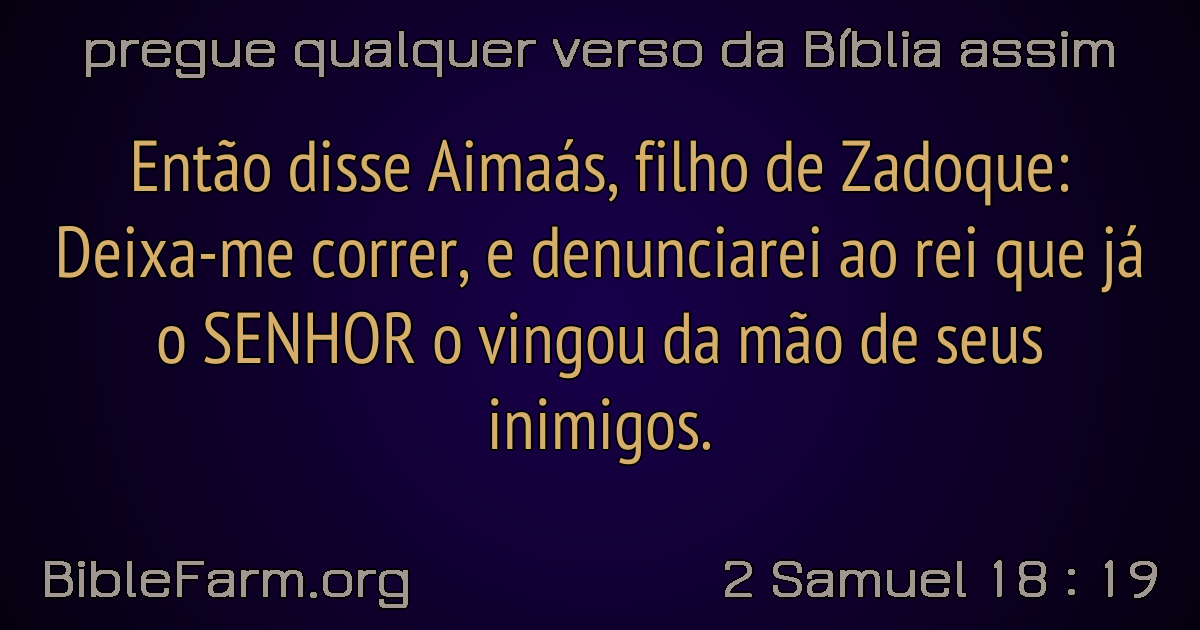 pregue qualquer verso da Bíblia assim
Então disse Aimaás, filho de Zadoque:
Deixa-me correr, e denunciarei ao rei que já
o SENHOR o vingou da mão de seus
inimigos.
BibleFarm.org
2 Samuel 18 : 19